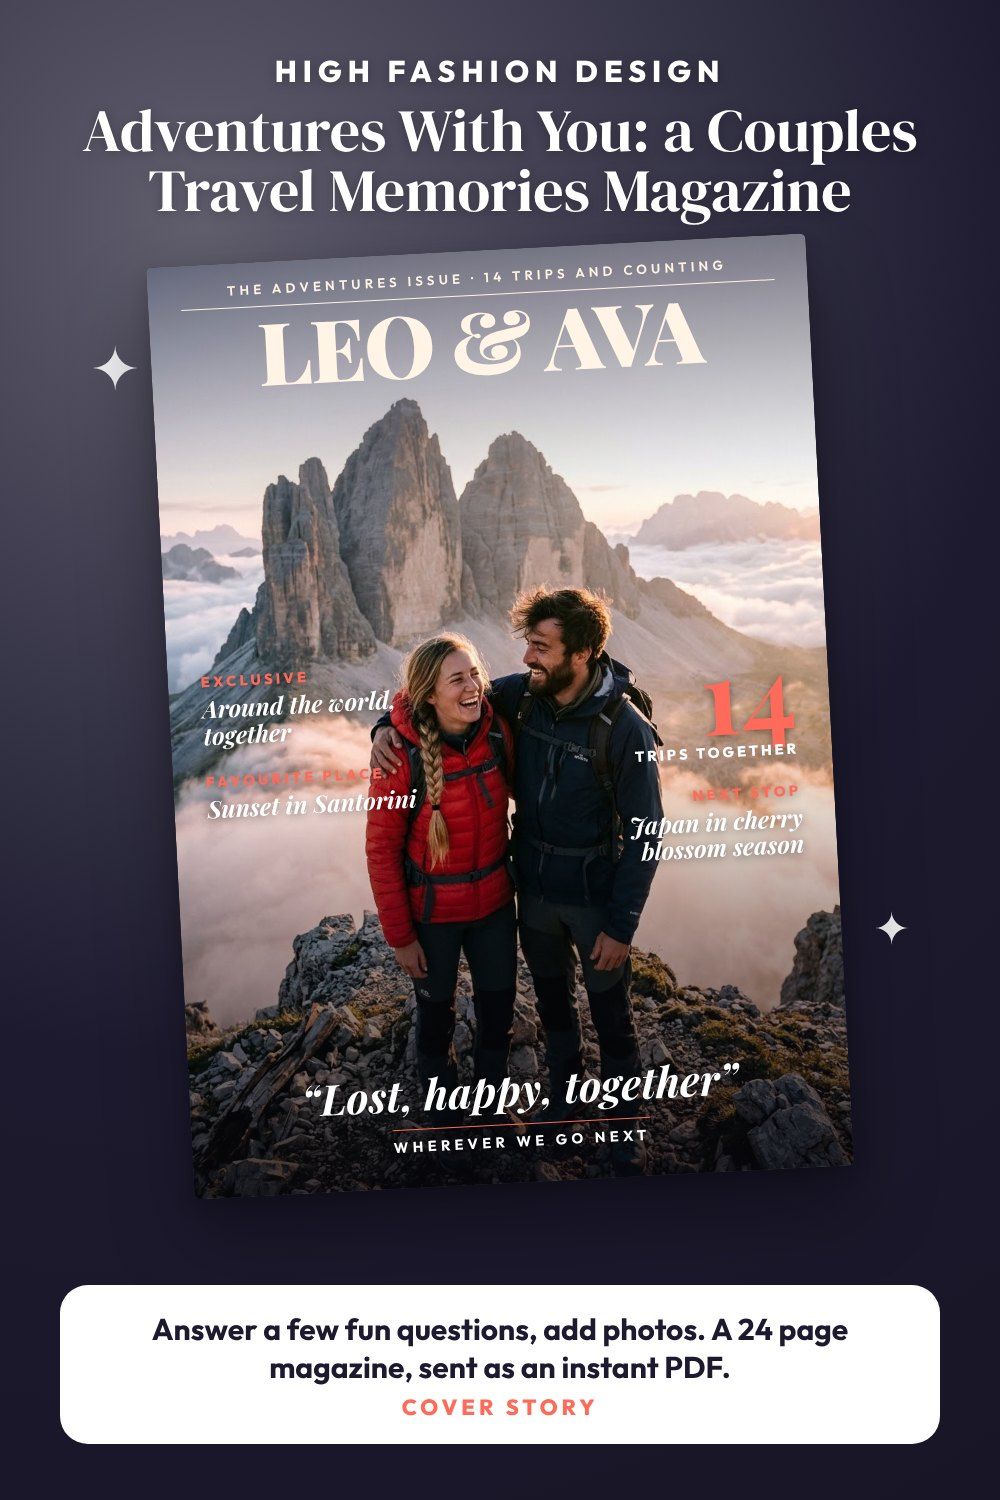 HIGH FASHION DESIGN
Adventures With You: a Couples
Travel Memories Magazine
THE ADVENTURES ISSUE · 14 TRIPS AND COUNTING
LEO & AVA
EXCLUSIVE
Around the world,
together
FAVOURITE PLACE
Sunset in Santorini
14
TRIPS TOGETHER
NEXT STOP
Japan in cherry
blossom season
“Lost, happy, together”
WHEREVER WE GO NEXT
Answer a few fun questions, add photos. A 24 page
magazine, sent as an instant PDF.
COVER STORY